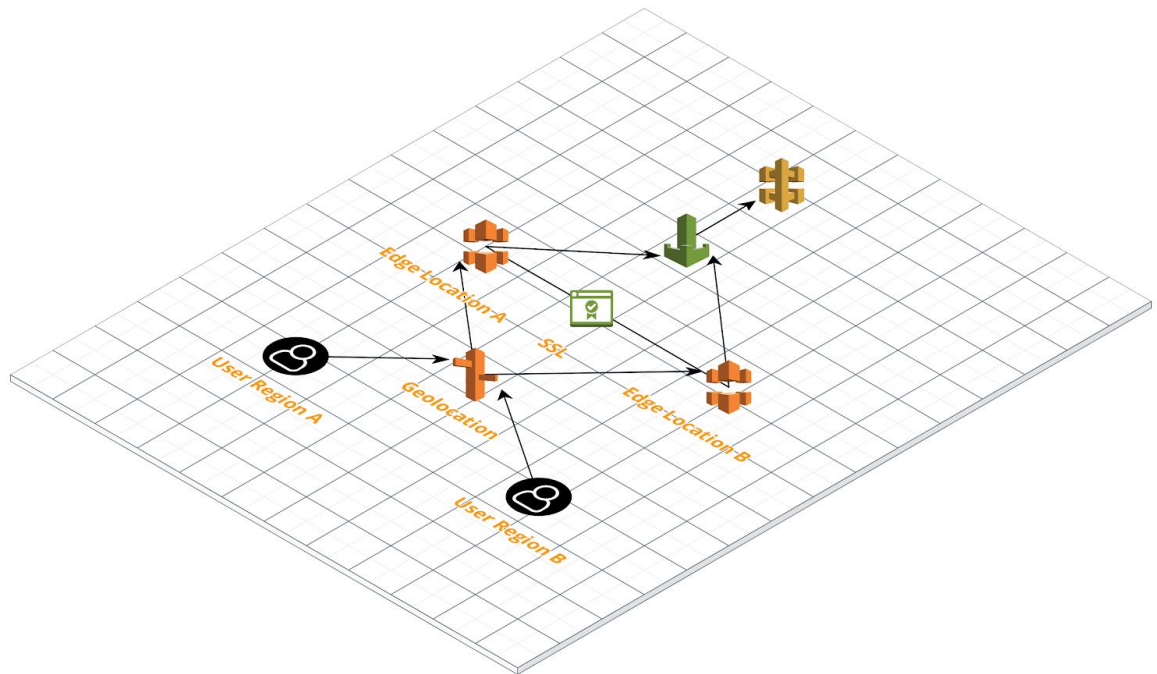 Edge Location A
SSL
User Region A
Geolocation
Edge Location B
User Region B